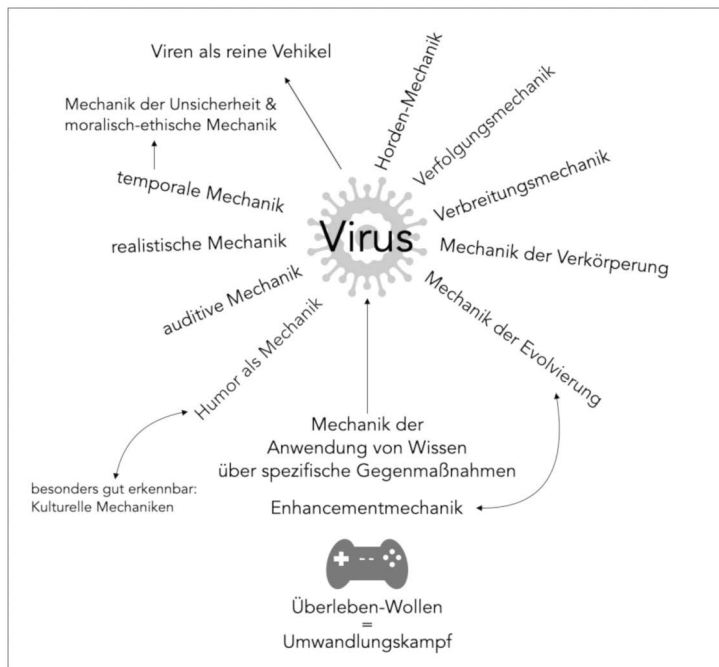 Viren als reine Vehikel
Mechanik der Unsicherheit &
moralisch-ethische Mechanik
temporale Mechanik
realistische Mechanik
auditive Mechanik
Humor als Mechanik
besonders gut erkennbar:
Kulturelle Mechaniken
Virus
Horden-Mechanik
Verfolgungsmechanik
Verbreitungsmechanik
Mechanik der Verkörperung
Mechanik der Evolvierung
Mechanik der
Anwendung von Wissen
über spezifische Gegenmaßnahmen
Enhancementmechanik
Überleben-Wollen
=
Umwandlungskampf